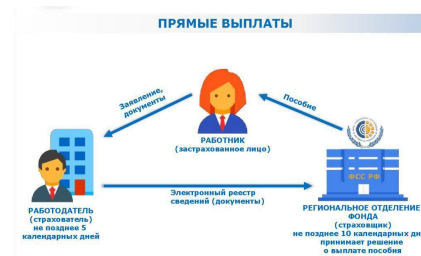 ПРЯМЫЕ ВЫПЛАТЫ
Заявление,
документы
Пособие
РАБОТНИК
(застрахованное лицо)
ФСС РФ
Электронный реестр
сведений (документы)
РАБОТОДАТЕЛЬ
(страхователь)
не позднее 5
календарных дней
РЕГИОНАЛЬНОЕ ОТДЕЛЕНИЕ
ФОНДА
(страховщик)
не позднее 10 календарных дн
принимает решение
о выплате пособия